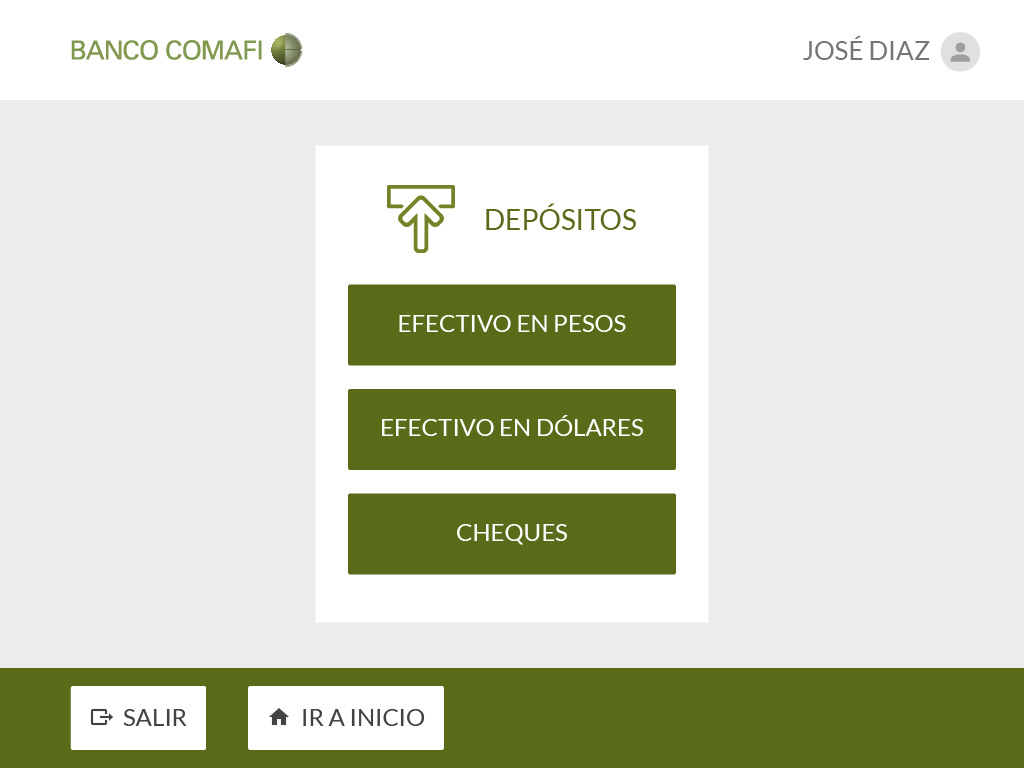 BANCO COMAFI
JOSÉ DIAZ
DEPÓSITOS
EFECTIVO EN PESOS
EFECTIVO EN DÓLARES
CHEQUES
SALIR
IR A INICIO